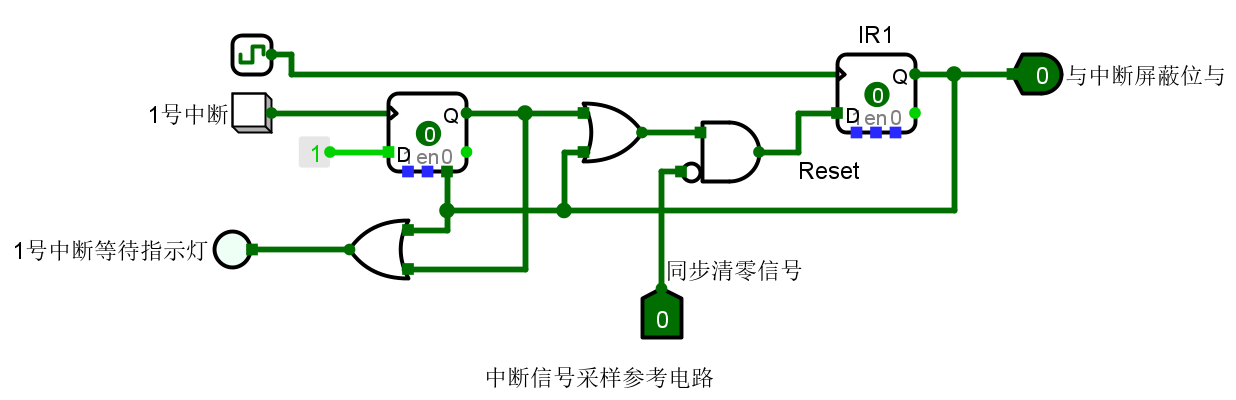 IR1
Q
0
D
1 en 0
0
与中断屏蔽位与
1号中断
Q
0
D
1 en 0
1
Reset
1号中断等待指示灯
同步清零信号
0
中断信号采样参考电路